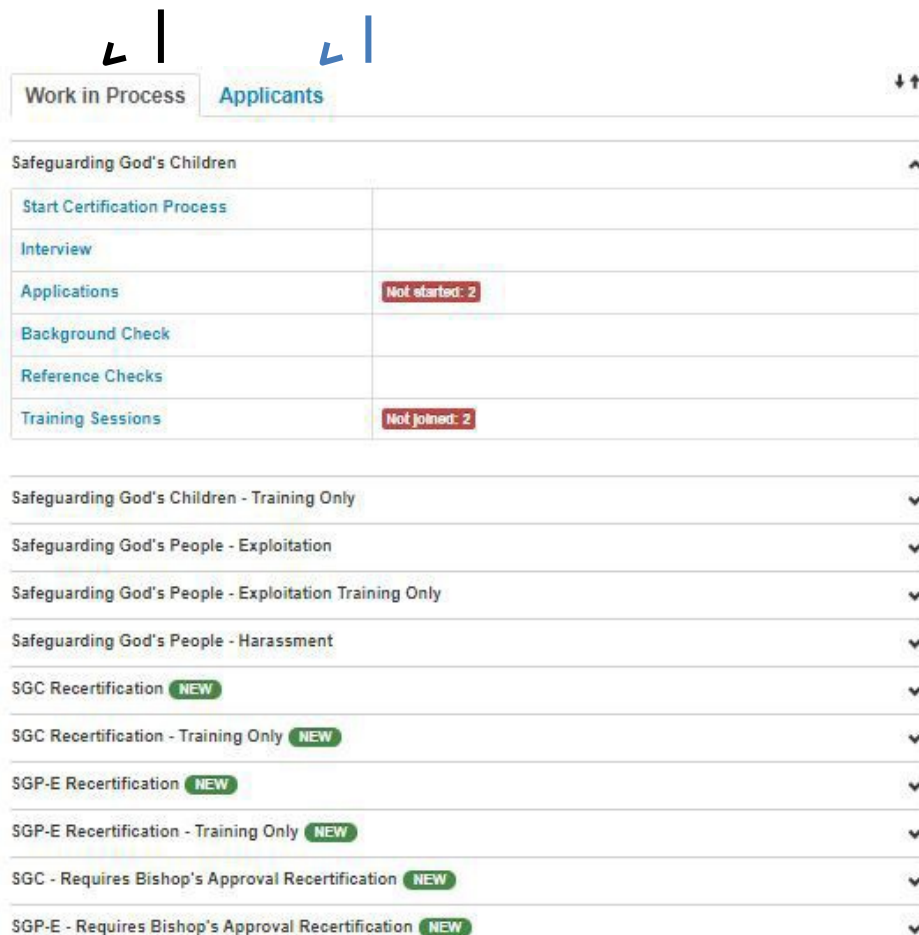 Work in Process Applicants
Safeguarding God's Children
Start Certification Process
Interview
Applications Not started: 2
Background Check
Reference Checks
Training Sessions Not joined: 2
Safeguarding God's Children - Training Only
Safeguarding God's People - Exploitation
Safeguarding God's People - Exploitation Training Only
Safeguarding God's People - Harassment
SGC Recertification NEW
SGC Recertification - Training Only NEW
SGP-E Recertification NEW
SGP-E Recertification - Training Only NEW
SGC - Requires Bishop's Approval Recertification NEW
SGP-E - Requires Bishop's Approval Recertification NEW